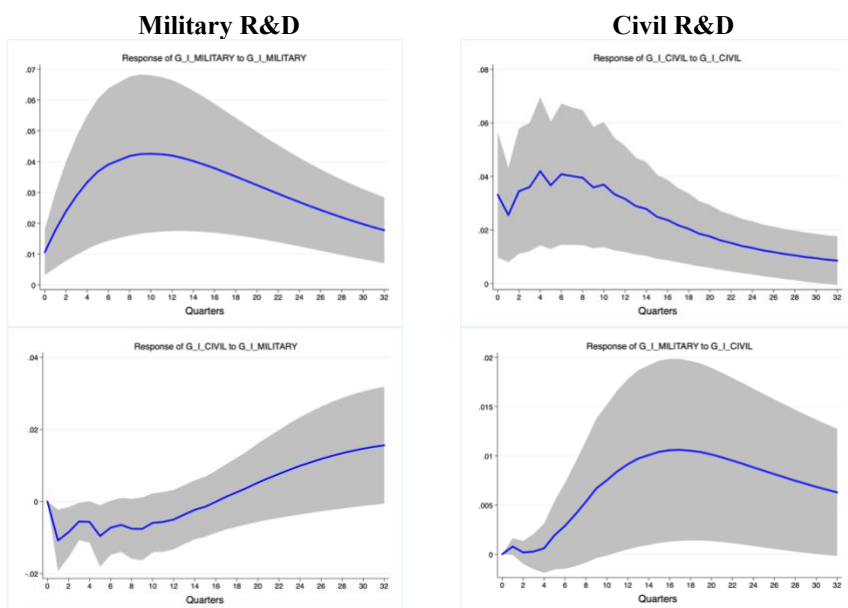 Military R&D
Civil R&D
Response of G_I_MILITARY to G_I_MILITARY
.07
.06
.05
.04
.03
.02
.01
0
0 2 4 6 8 10 12 14 16 18 20 22 24 26 28 30 32
Quarters
Response of G_I_CIVIL to G_I_CIVIL
.08
.06
.04
.02
0
0 2 4 6 8 10 12 14 16 18 20 22 24 26 28 30 32
Quarters
Response of G_I_CIVIL to G_I_MILITARY
.04
.02
0
-.02
0 2 4 6 8 10 12 14 16 18 20 22 24 26 28 30 32
Quarters
Response of G_I_MILITARY to G_I_CIVIL
.02
.015
.01
.005
0
0 2 4 6 8 10 12 14 16 18 20 22 24 26 28 30 32
Quarters